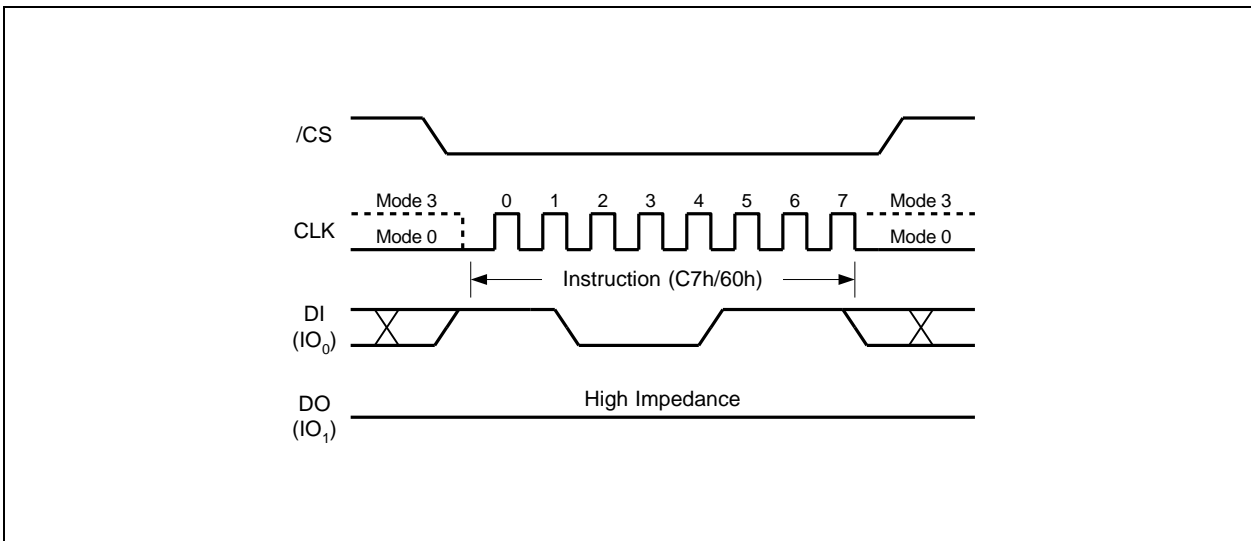 /CS
Mode 3 0 1 2 3 4 5 6 7 Mode 3
CLK
Mode 0 Mode 0
Instruction (C7h/60h)
DI
(IO0)
High Impedance
DO
(IO1)